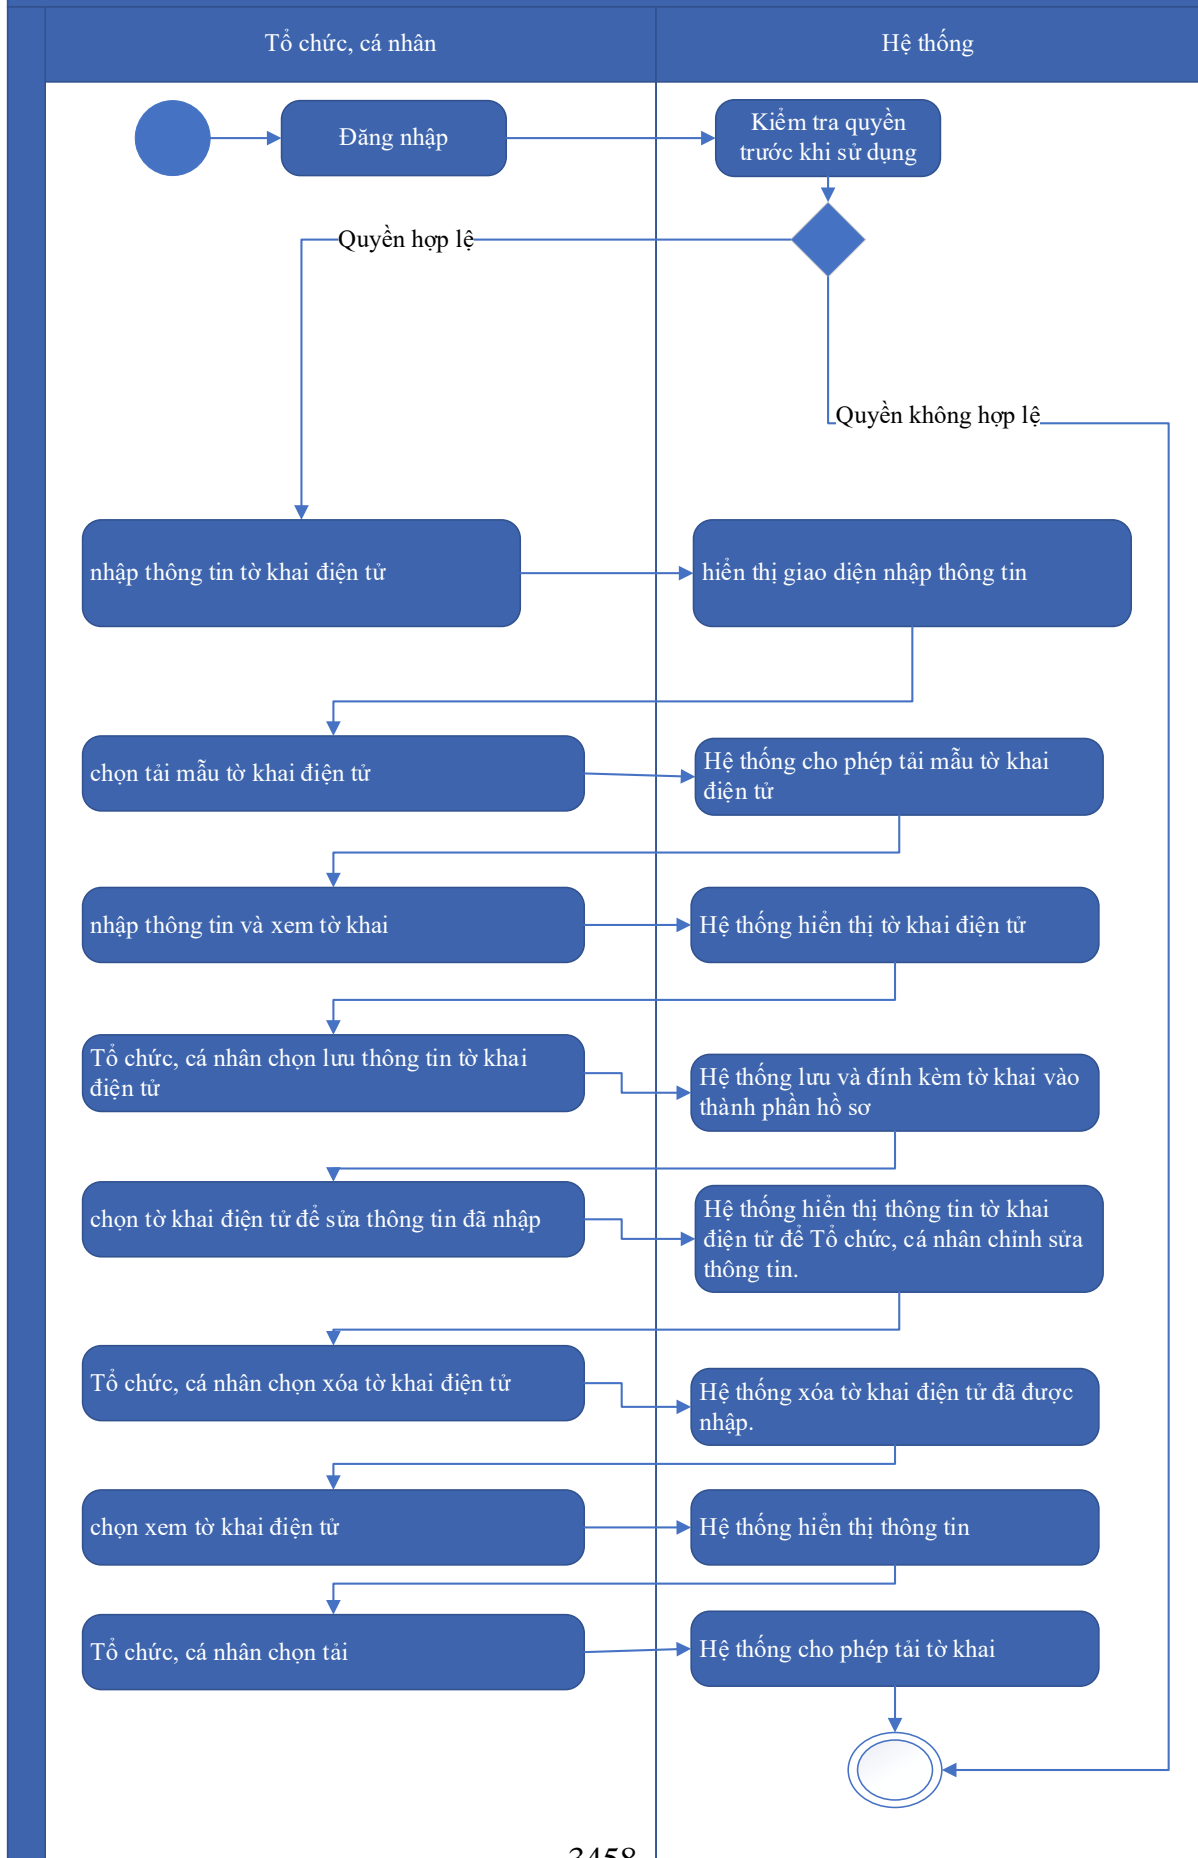 Tổ chức, cá nhân
Hệ thống
Đăng nhập
Kiểm tra quyền
trước khi sử dụng
Quyền hợp lệ
Quyền không hợp lệ
nhập thông tin tờ khai điện tử
hiển thị giao diện nhập thông tin
chọn tải mẫu tờ khai điện tử
Hệ thống cho phép tải mẫu tờ khai
điện tử
nhập thông tin và xem tờ khai
Hệ thống hiển thị tờ khai điện tử
Tổ chức, cá nhân chọn lưu thông tin tờ khai
điện tử
Hệ thống lưu và đính kèm tờ khai vào
thành phần hồ sơ
chọn tờ khai điện tử để sửa thông tin đã nhập
Hệ thống hiển thị thông tin tờ khai
điện tử để Tổ chức, cá nhân chỉnh sửa
thông tin.
Tổ chức, cá nhân chọn xóa tờ khai điện tử
Hệ thống xóa tờ khai điện tử đã được
nhập.
chọn xem tờ khai điện tử
Hệ thống hiển thị thông tin
Tổ chức, cá nhân chọn tải
Hệ thống cho phép tải tờ khai
3458